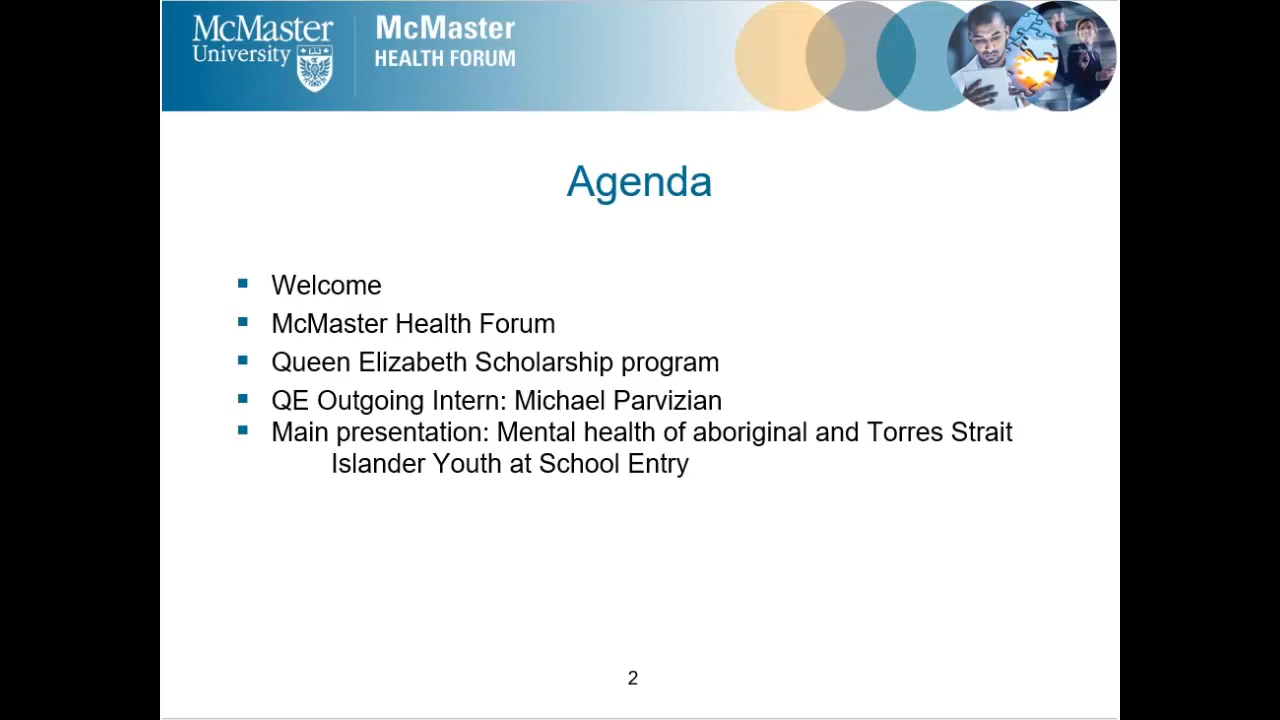 McMaster
University
McMaster
HEALTH FORUM
Agenda
Welcome
McMaster Health Forum
Queen Elizabeth Scholarship program
QE Outgoing Intern: Michael Parvizian
Main presentation: Mental health of aboriginal and Torres Strait
Islander Youth at School Entry
2